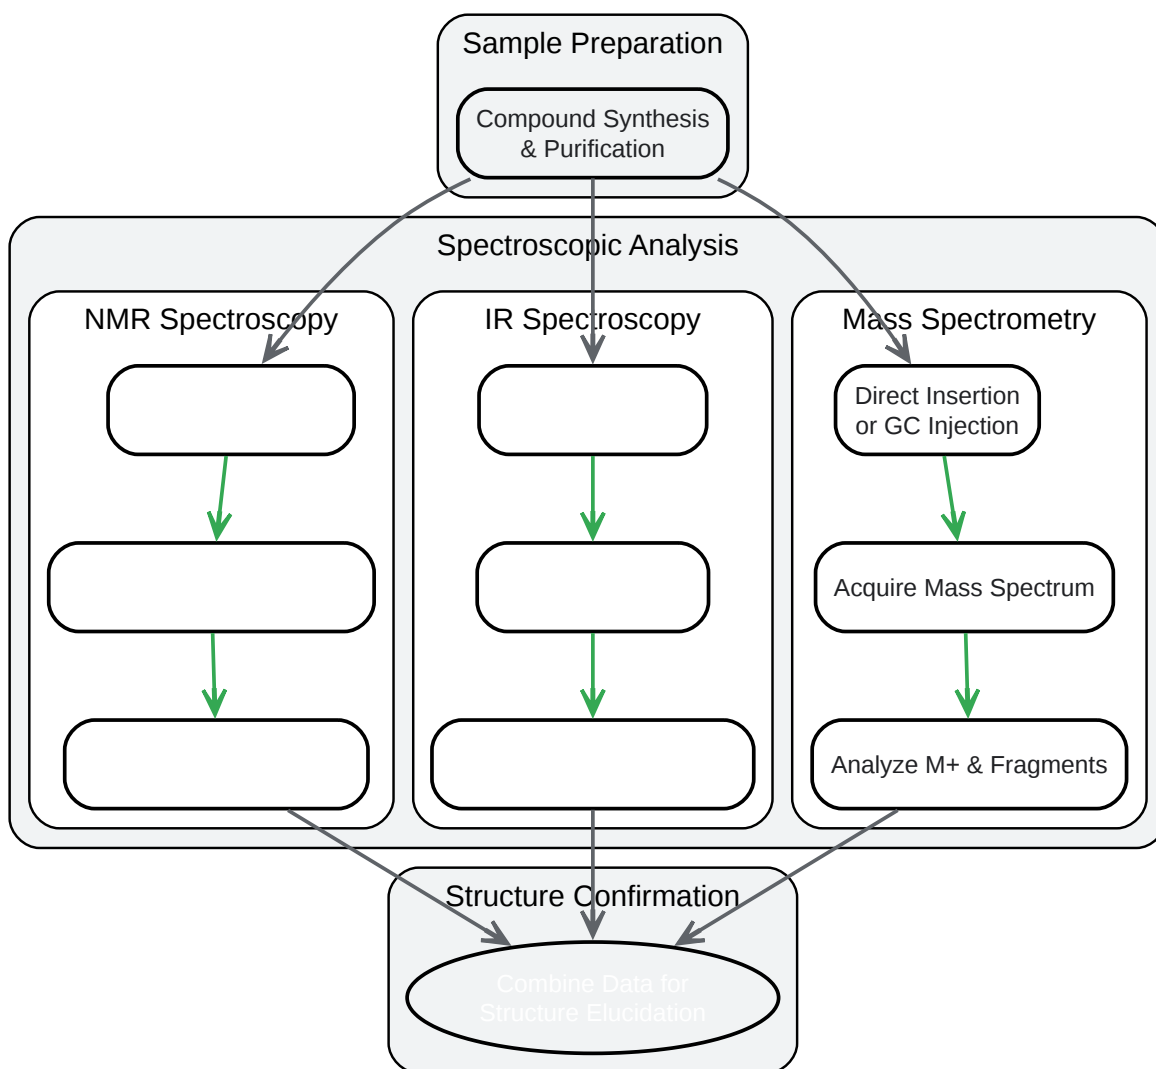 Sample Preparation
Compound Synthesis
& Purification
Spectroscopic Analysis
NMR Spectroscopy
IR Spectroscopy
Mass Spectrometry
Direct Insertion
or GC Injection
Acquire Mass Spectrum
Analyze M+ & Fragments
Structure Confirmation
Combine Data for
Structure Elucidation